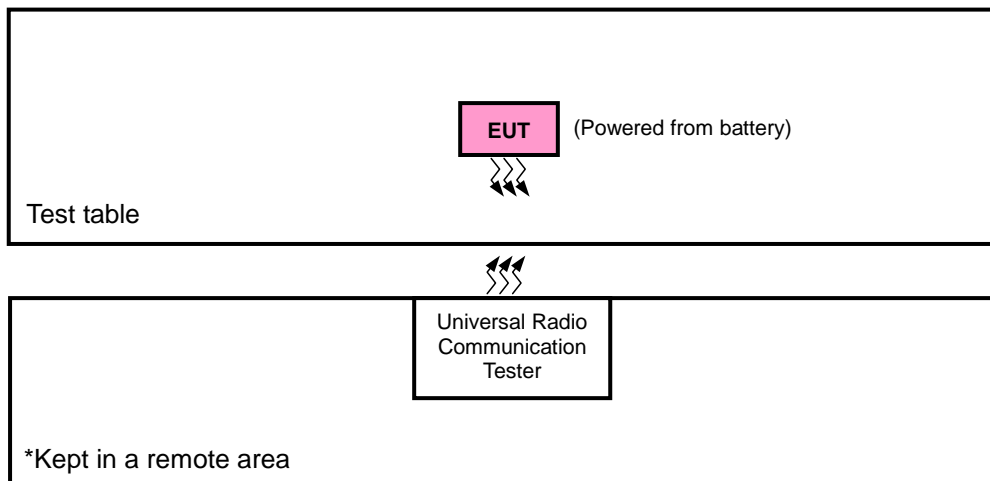 EUT
(Powered from battery)
Test table
Universal Radio
Communication
Tester
*Kept in a remote area